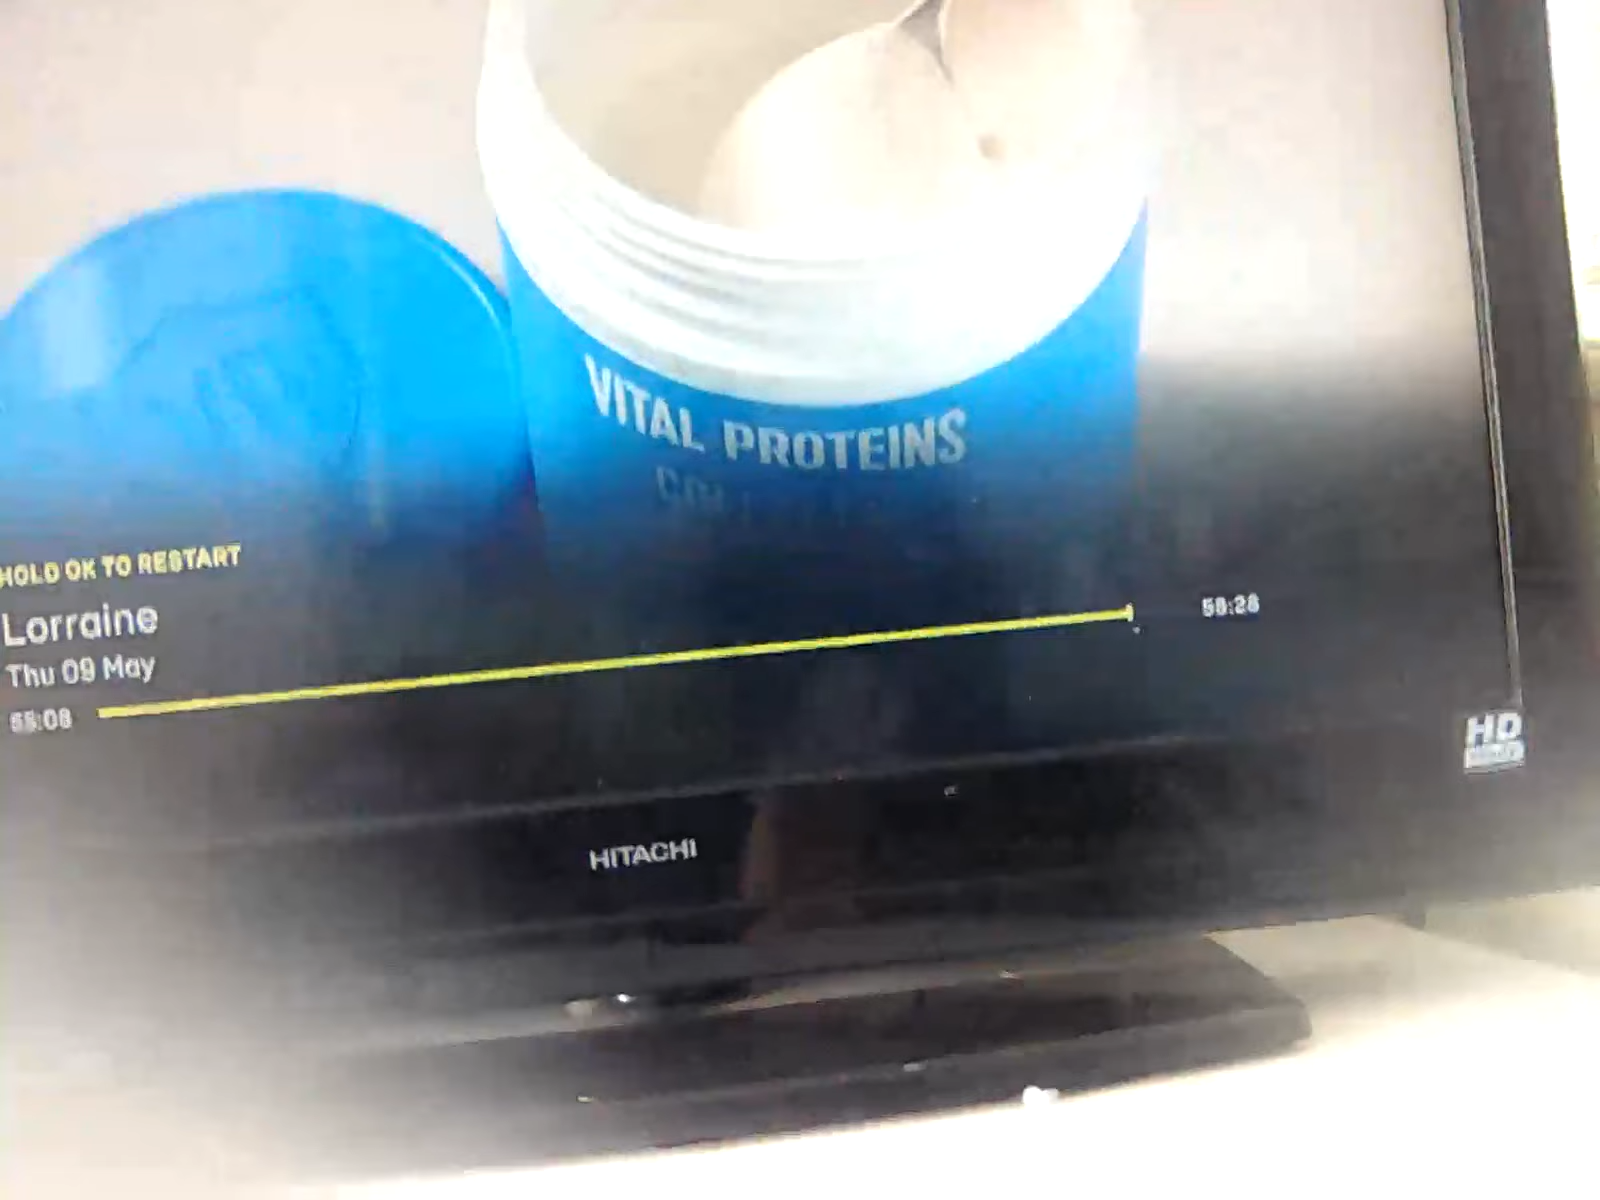 VITAL PROTEINS
HOLD OK TO RESTART
Lorraine
Thu 09 May
58:28
HD
HITACHI